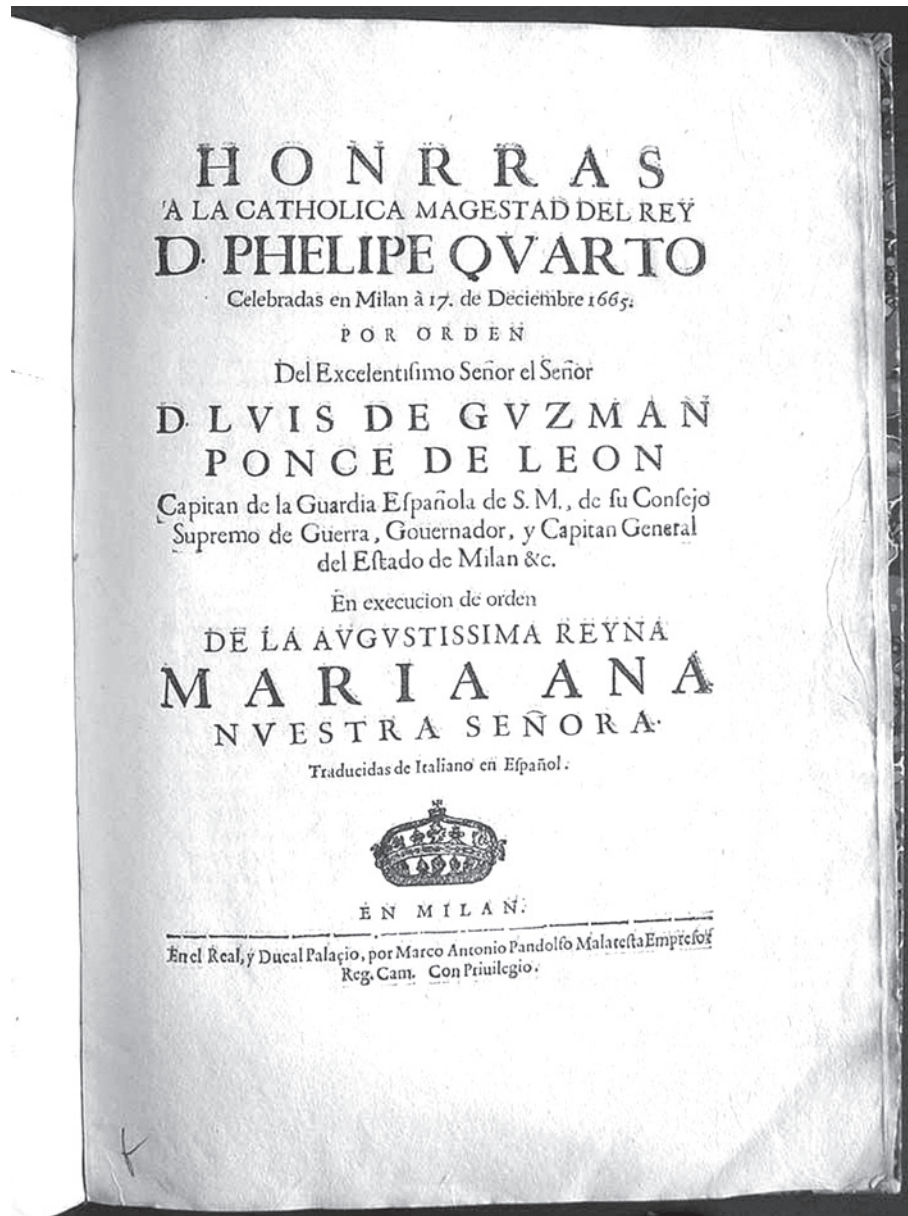 HONRRAS
'A LA CATHOLICA MAGESTAD DEL REY
D. PHELIPE QVARTO
Celebradas en Milan à 17. de Deciembre 1665.
POR ORDEN
Del Excelentiſimo Señor el Señor
D. LVIS DE GVZMAN
PONCE DE LEON
Capitan de la Guardia Eſpañola de S. M., de ſu Conſejo
Supremo de Guerra, Gouernador, y Capitan General
del Eſtado de Milan &c.
En execucion de orden
DE LA AVGVSTISSIMA REYNA
MARIA ANA
NVESTRA SEÑORA.
Traducidas de Italiano en Eſpañol.
EN MILAN.
En el Real, y Ducal Palacio, por Marco Antonio Pandolfo Malateſta Empreſor
Reg. Cam. Con Priuilegio.